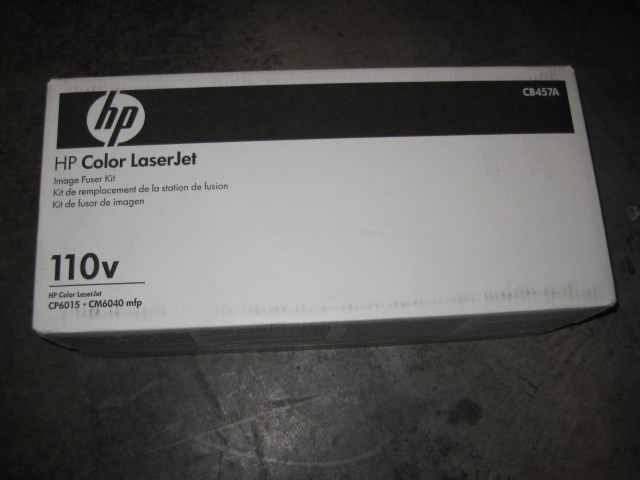 hp
CB457A
HP Color LaserJet
Image Fuser Kit
Kit de remplacement de la station de fusion
Kit de fusor de imagen
110v
HP Color LaserJet
CP6015 • CM6040 mfp